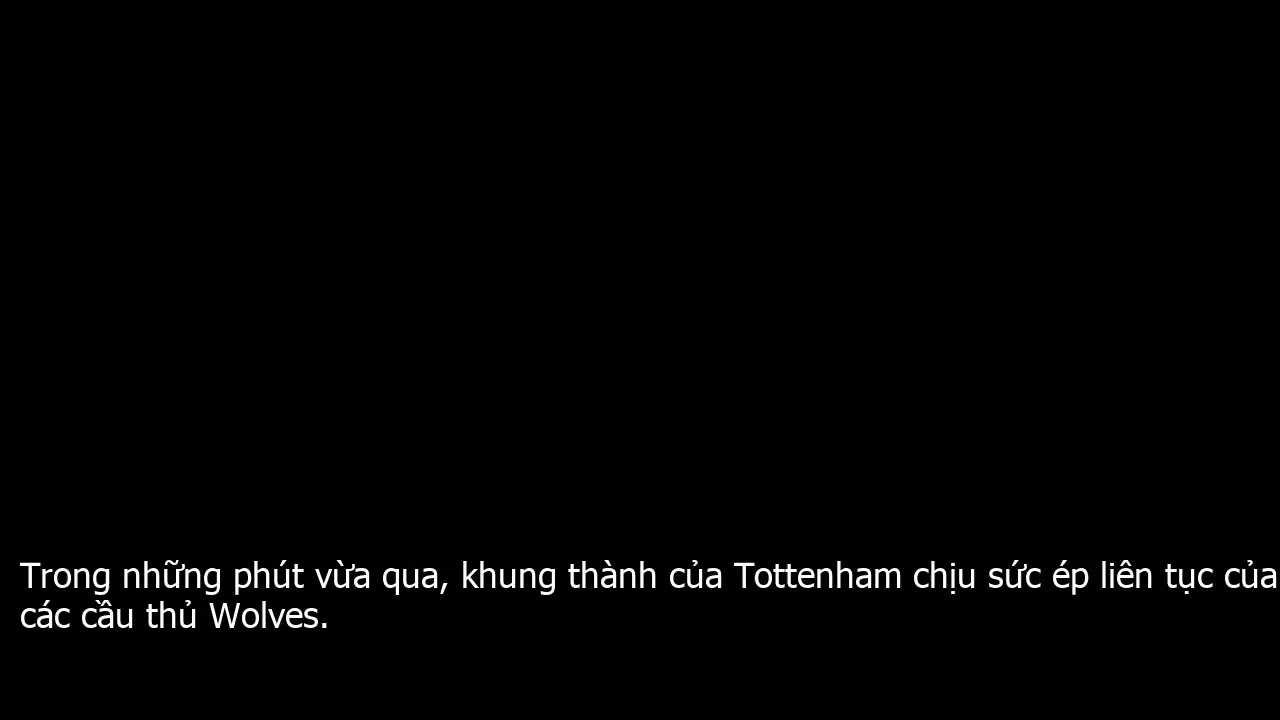 Trong những phút vừa qua, khung thành của Tottenham chịu sức ép liên tục của
các cầu thủ Wolves.